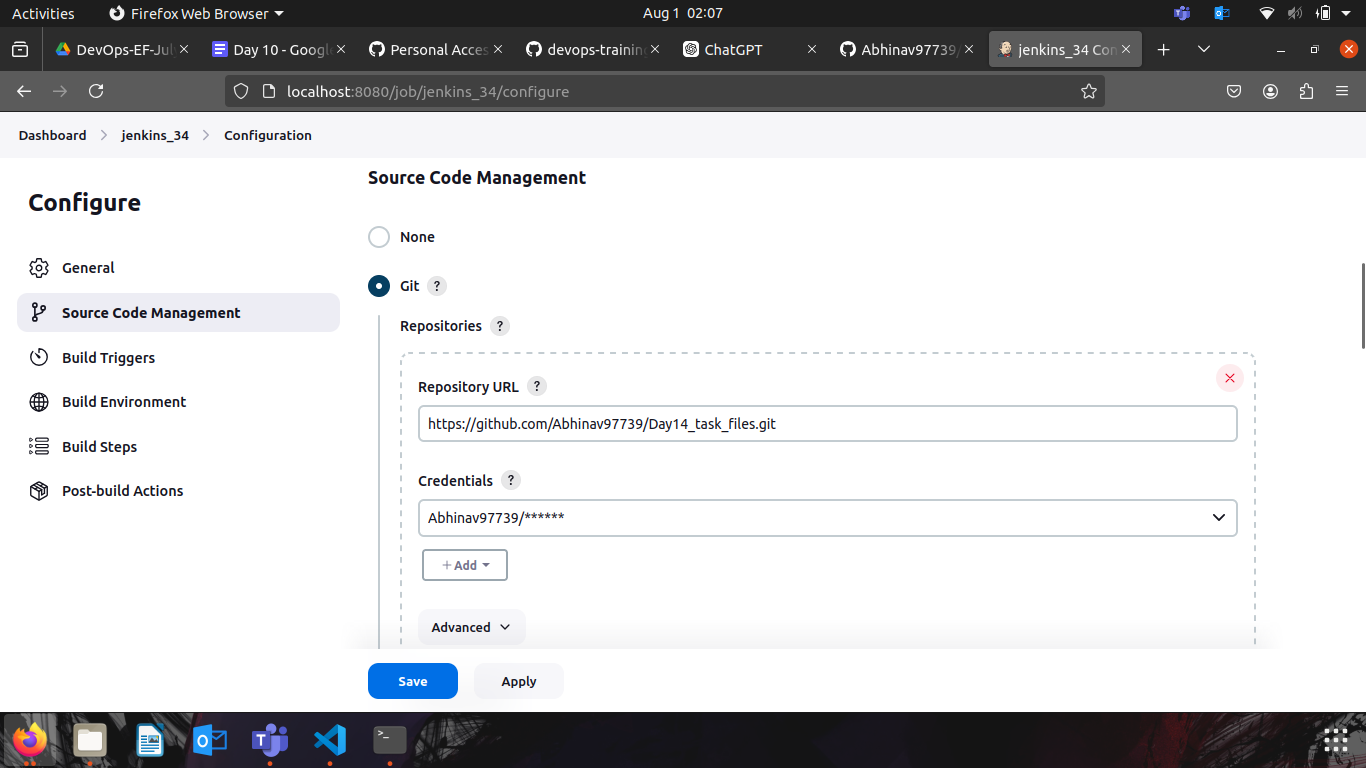 Activities Firefox Web Browser Aug 1 02:07
DevOps-EF-Jul Day 10 - Google Personal Acces devops-training ChatGPT Abhinav97739/ jenkins_34 Con
localhost:8080/job/jenkins_34/configure
Dashboard jenkins_34 Configuration
Configure
General
Source Code Management
Build Triggers
Build Environment
Build Steps
Post-build Actions
Source Code Management
None
Git ?
Repositories ?
Repository URL ?
https://github.com/Abhinav97739/Day14_task_files.git
Credentials ?
Abhinav97739/******
+ Add
Advanced
Save Apply